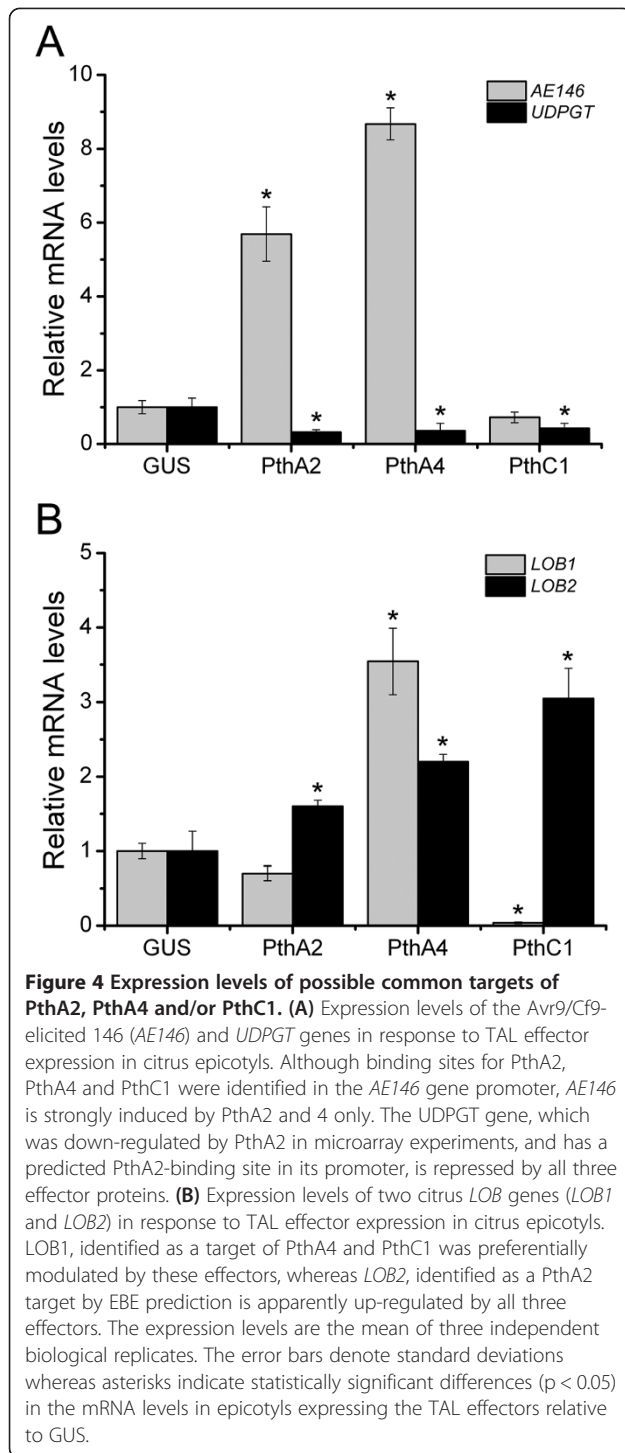 A
Relative mRNA levels
10
8
6
4
2
0
AE146
UDPGT
*
*
*
*
*
GUS
PthA2
PthA4
PthC1
B
Relative mRNA levels
5
4
3
2
1
0
LOB1
LOB2
*
*
*
*
*
GUS
PthA2
PthA4
PthC1
Figure 4 Expression levels of possible common targets of
PthA2, PthA4 and/or PthC1. (A) Expression levels of the Avr9/Cf9-
elicited 146 (AE146) and UDPGT genes in response to TAL effector
expression in citrus epicotyls. Although binding sites for PthA2,
PthA4 and PthC1 were identified in the AE146 gene promoter, AE146
is strongly induced by PthA2 and 4 only. The UDPGT gene, which
was down-regulated by PthA2 in microarray experiments, and has a
predicted PthA2-binding site in its promoter, is repressed by all three
effector proteins. (B) Expression levels of two citrus LOB genes (LOB1
and LOB2) in response to TAL effector expression in citrus epicotyls.
LOB1, identified as a target of PthA4 and PthC1 was preferentially
modulated by these effectors, whereas LOB2, identified as a PthA2
target by EBE prediction is apparently up-regulated by all three
effectors. The expression levels are the mean of three independent
biological replicates. The error bars denote standard deviations
whereas asterisks indicate statistically significant differences (p < 0.05)
in the mRNA levels in epicotyls expressing the TAL effectors relative
to GUS.